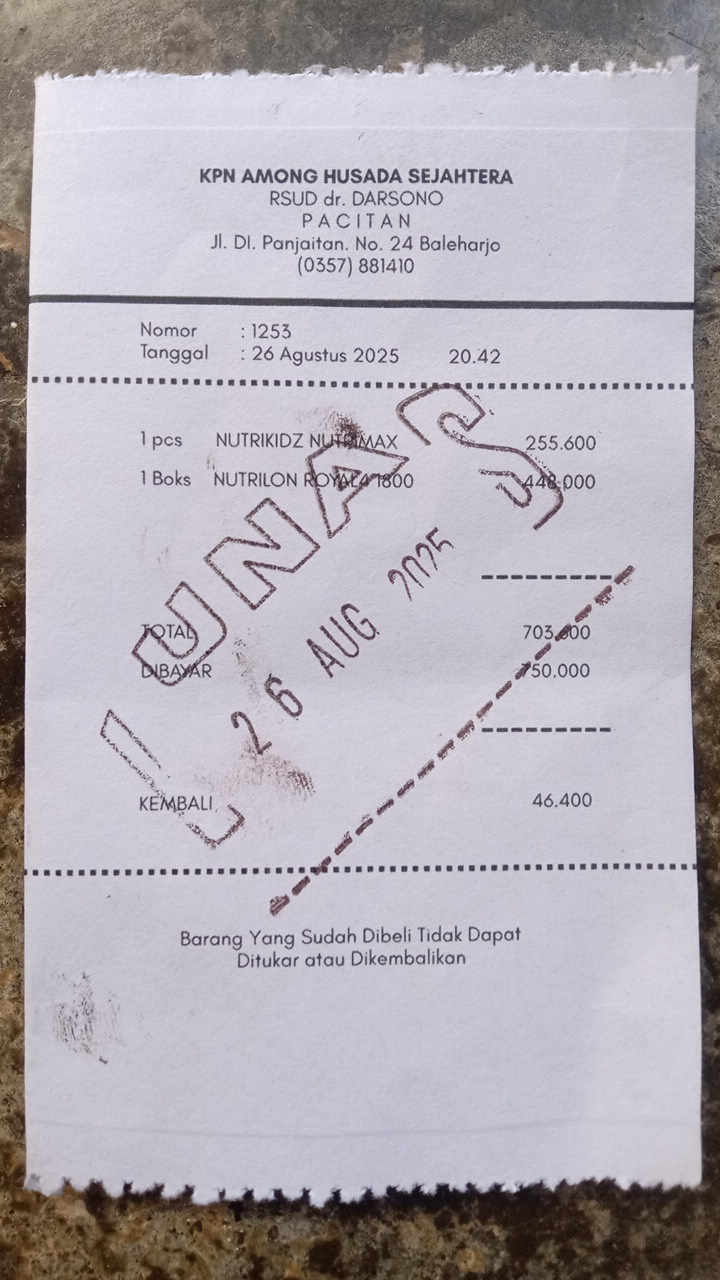 KPN AMONG HUSADA SEJAHTERA
RSUD dr. DARSONO
PACITAN
Jl. DI. Panjaitan. No. 24 Baleharjo
(0357) 881410
Nomor : 1253
Tanggal : 26 Agustus 2025 20.42
1 pcs NUTRIKIDZ NUTRIMAX 255.600
1 Boks NUTRILON ROYAL4 1800 448.000
LUNAS
26 AUG 2025
TOTAL 703.600
DIBAYAR 750.000
KEMBALI 46.400
Barang Yang Sudah Dibeli Tidak Dapat
Ditukar atau Dikembalikan